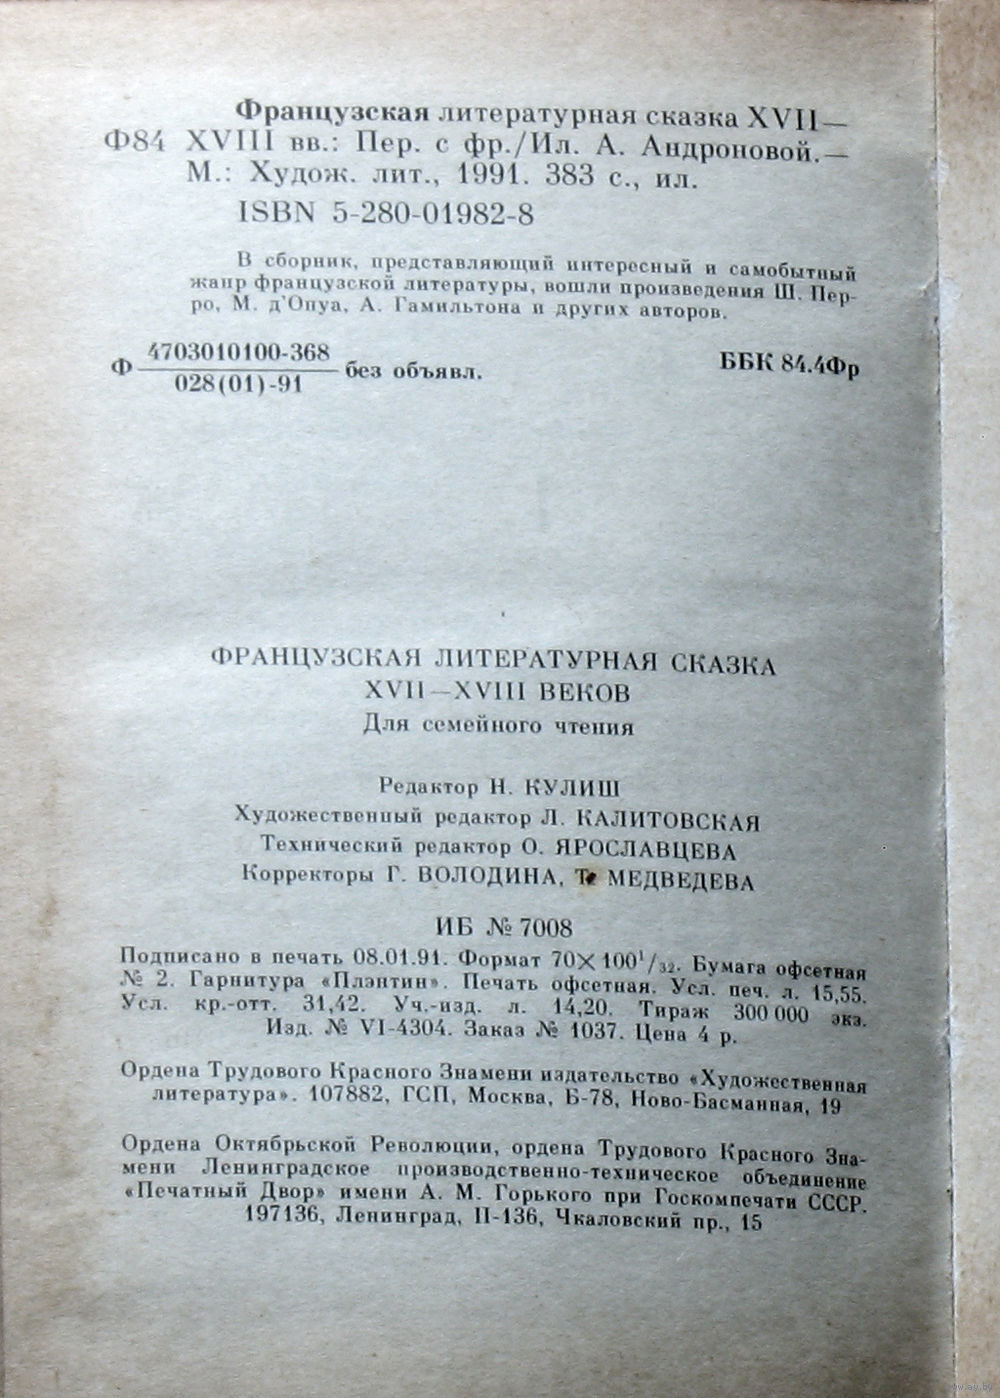 Французская литературная сказка XVII—
Ф84 XVIII вв.: Пер. с фр./Ил. А. Андроновой.—
М.: Худож. лит., 1991. 383 с., ил.
ISBN 5-280-01982-8
В сборник, представляющий интересный и самобытный
жанр французской литературы, вошли произведения Ш. Пер-
ро, М. д'Онуа, А. Гамильтона и других авторов.
Ф 4703010100-368 без объявл. ББК 84.4Фр
028(01)-91
ФРАНЦУЗСКАЯ ЛИТЕРАТУРНАЯ СКАЗКА
XVII—XVIII ВЕКОВ
Для семейного чтения
Редактор Н. КУЛИШ
Художественный редактор Л. КАЛИТОВСКАЯ
Технический редактор О. ЯРОСЛАВЦЕВА
Корректоры Г. ВОЛОДИНА, Т. МЕДВЕДЕВА
ИБ № 7008
Подписано в печать 08.01.91. Формат 70×100¹/₃₂. Бумага офсетная
№ 2. Гарнитура «Плэнтин». Печать офсетная. Усл. печ. л. 15,55.
Усл. кр.-отт. 31,42. Уч.-изд. л. 14,20. Тираж 300 000 экз.
Изд. № VI-4304. Заказ № 1037. Цена 4 р.
Ордена Трудового Красного Знамени издательство «Художественная
литература». 107882, ГСП, Москва, Б-78, Ново-Басманная, 19
Ордена Октябрьской Революции, ордена Трудового Красного Зна-
мени Ленинградское производственно-техническое объединение
«Печатный Двор» имени А. М. Горького при Госкомпечати СССР.
197136, Ленинград, П-136, Чкаловский пр., 15